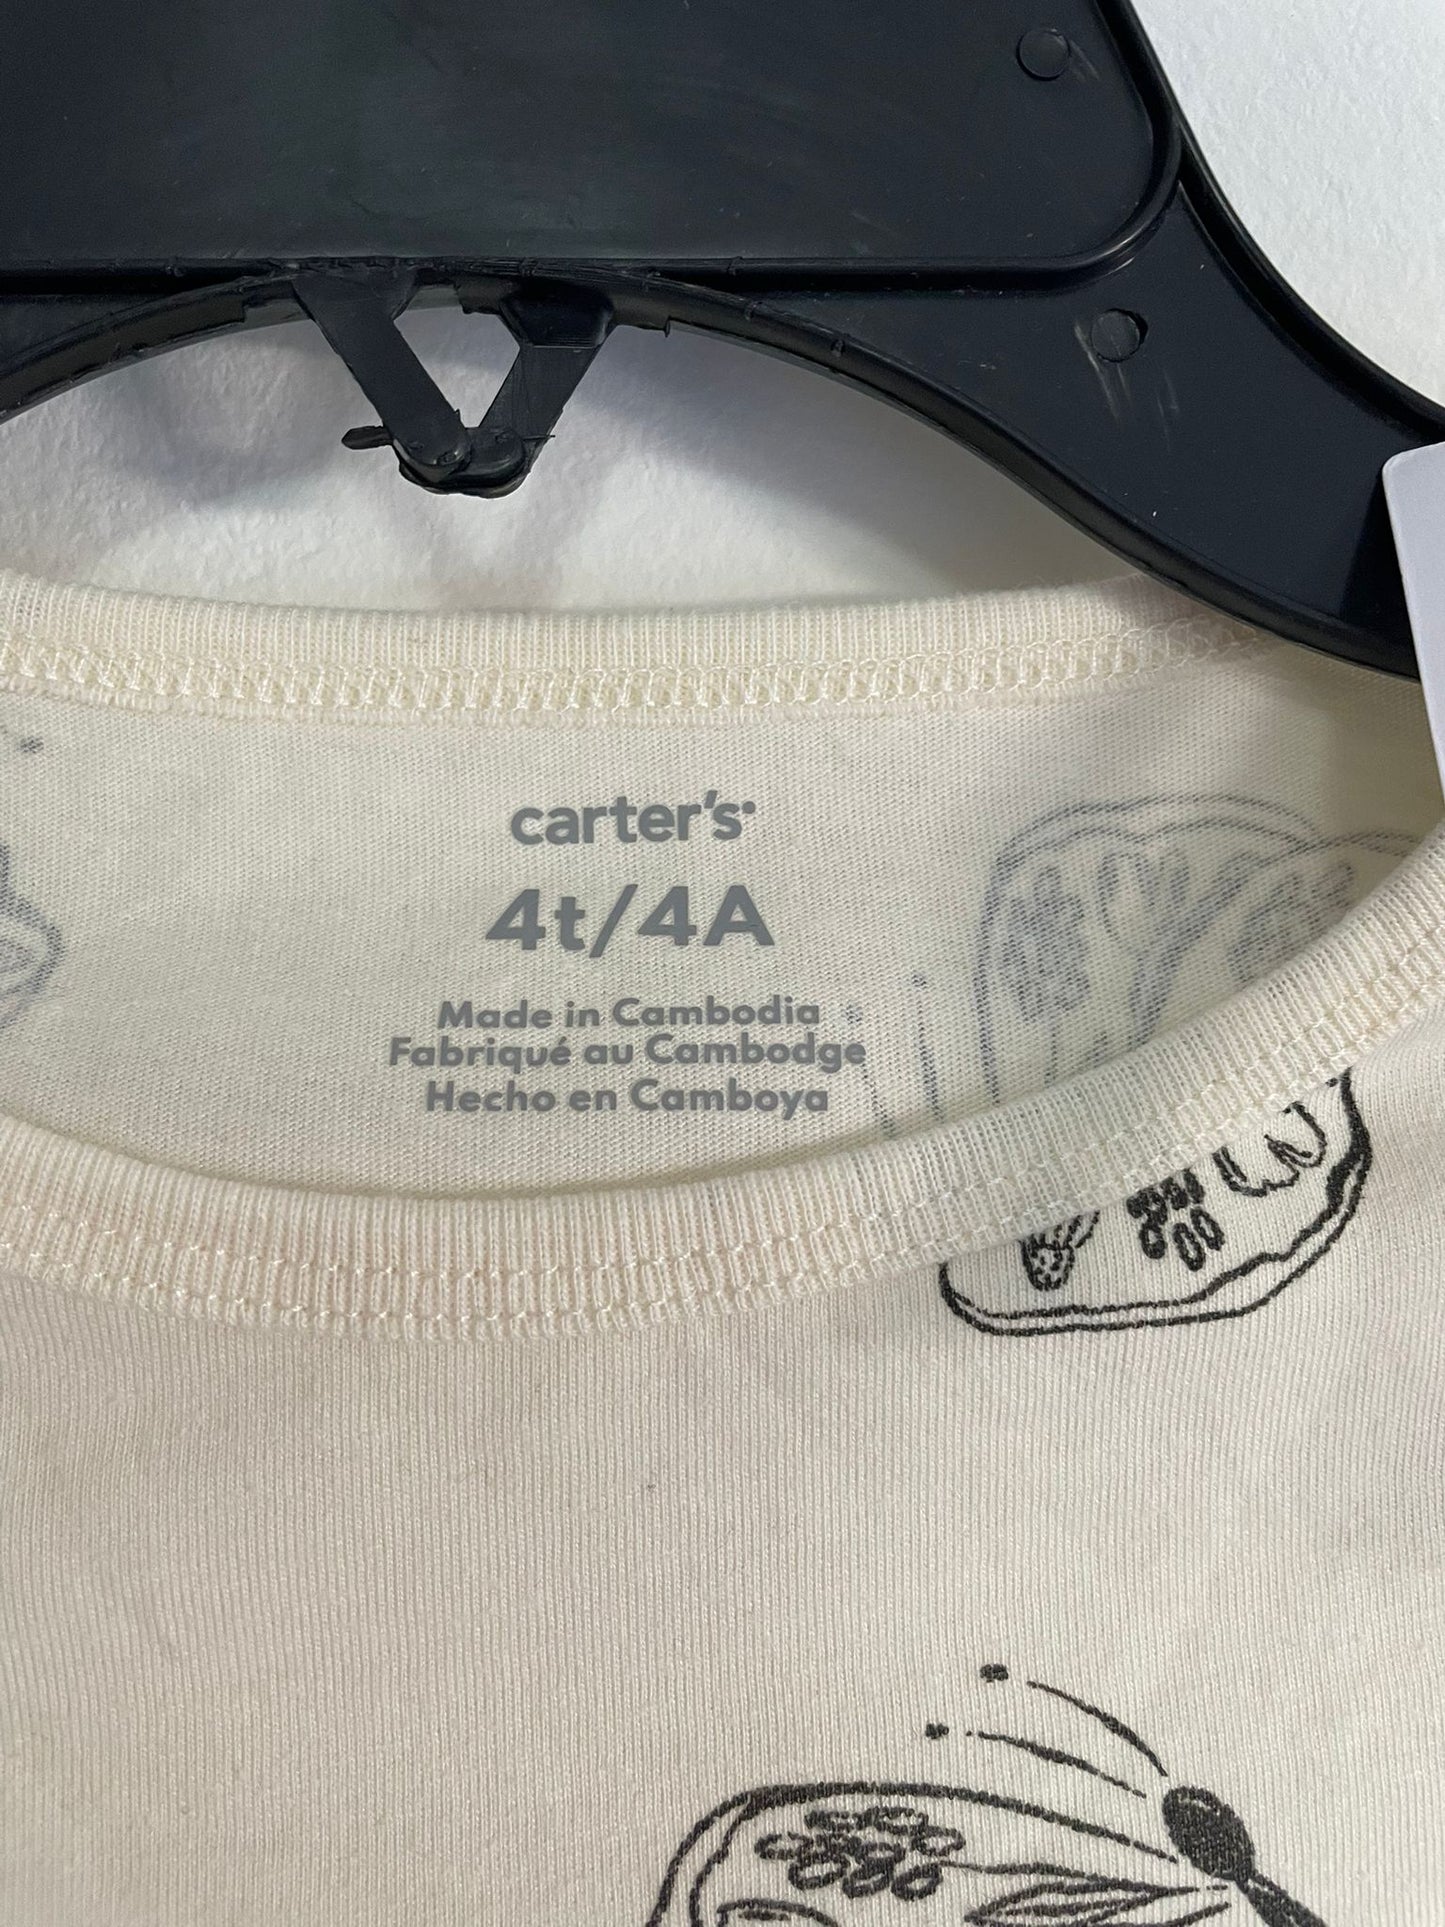 carter's
4t/4A
Made in Cambodia
Fabriqué au Cambodge
Hecho en Camboya